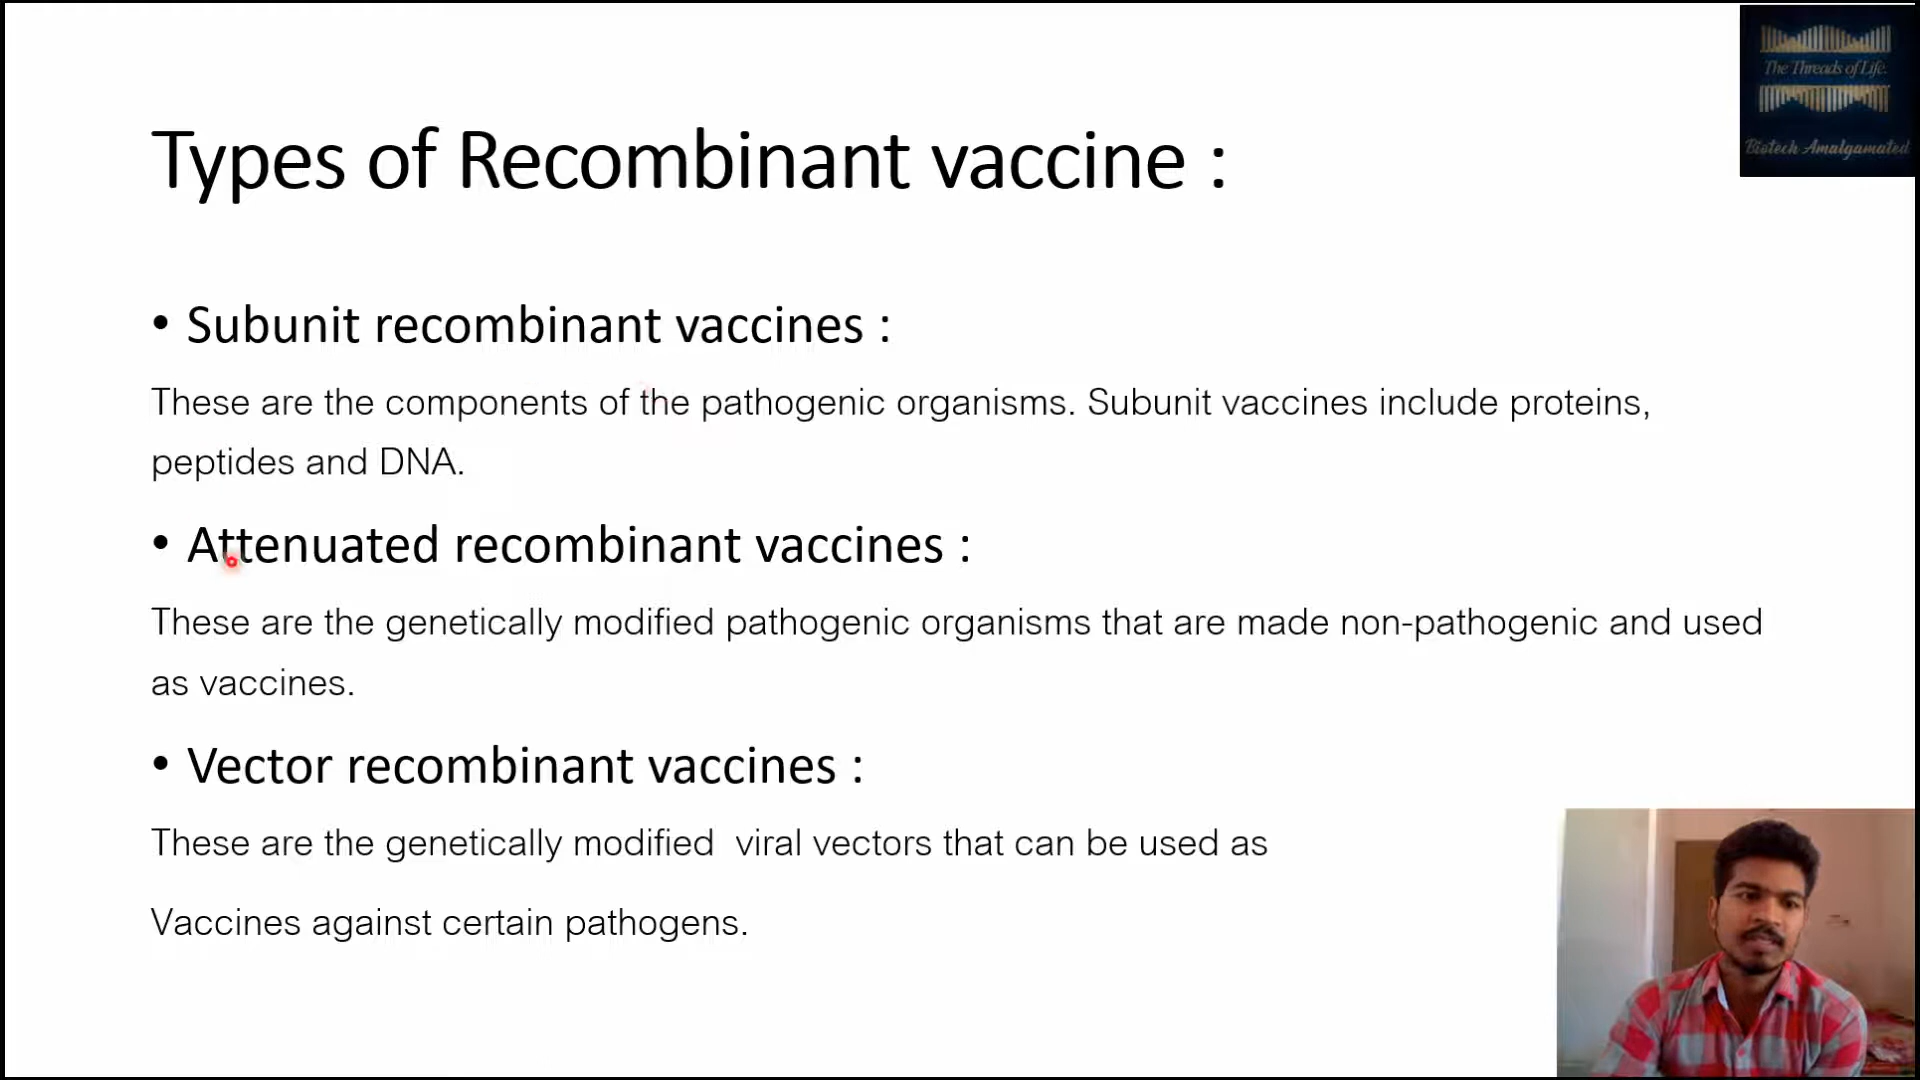 The Threads of Life.
Biotech Amalgamated
Types of Recombinant vaccine :
• Subunit recombinant vaccines :
These are the components of the pathogenic organisms. Subunit vaccines include proteins,
peptides and DNA.
• Attenuated recombinant vaccines :
These are the genetically modified pathogenic organisms that are made non-pathogenic and used
as vaccines.
• Vector recombinant vaccines :
These are the genetically modified  viral vectors that can be used as
Vaccines against certain pathogens.